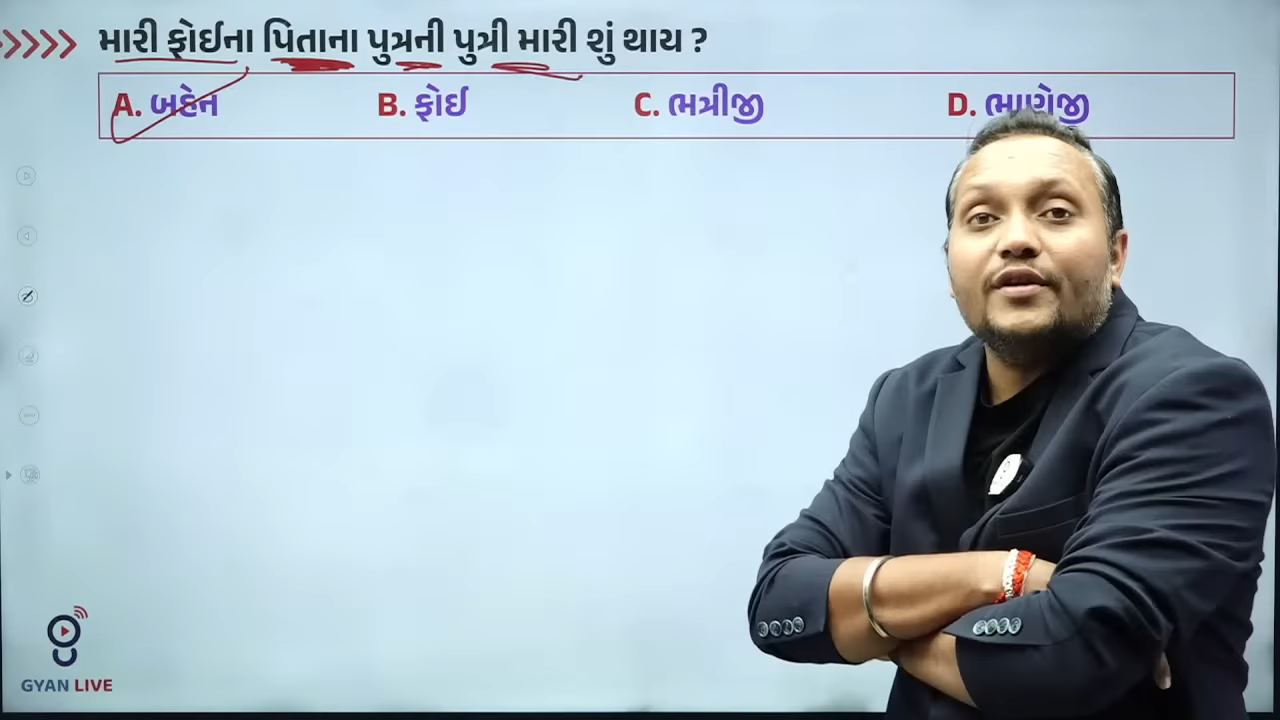 મારી ફોઈના પિતાના પુત્રની પુત્રી મારી શું થાય ?
A. બહેન B. ફોઈ C. ભત્રીજી D. ભાણેજી
GYAN LIVE